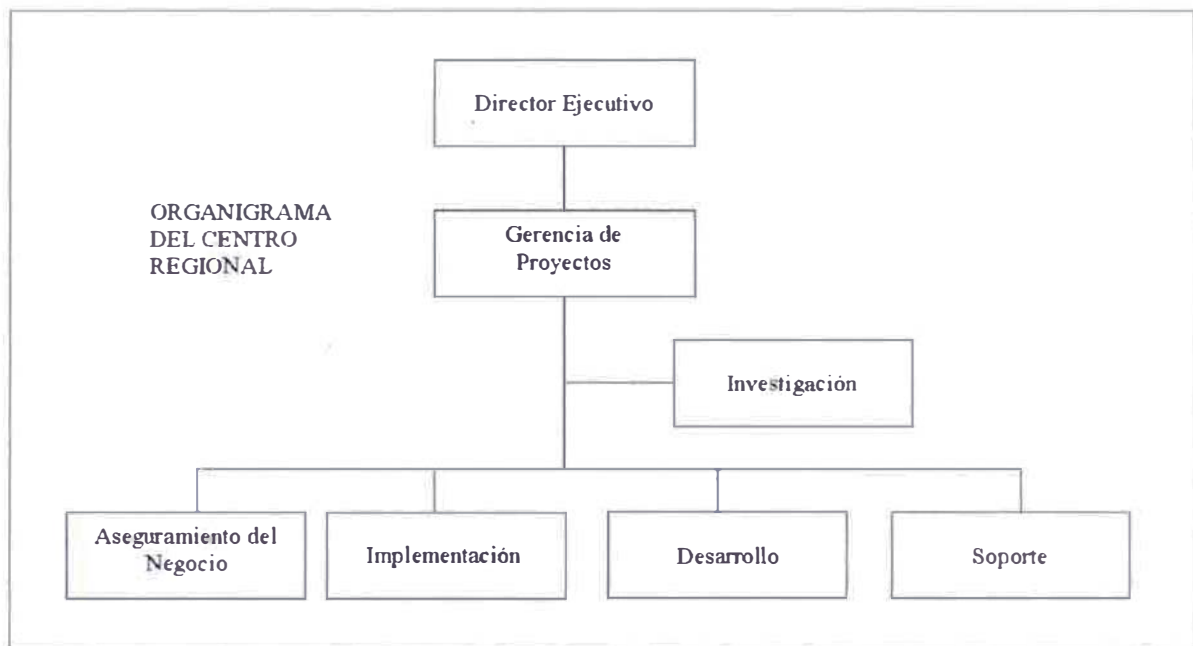 Director Ejecutivo
ORGANIGRAMA
DEL CENTRO
REGIONAL
Gerencia de
Proyectos
Investigación
Aseguramiento del
Negocio
Implementación
Desarrollo
Soporte